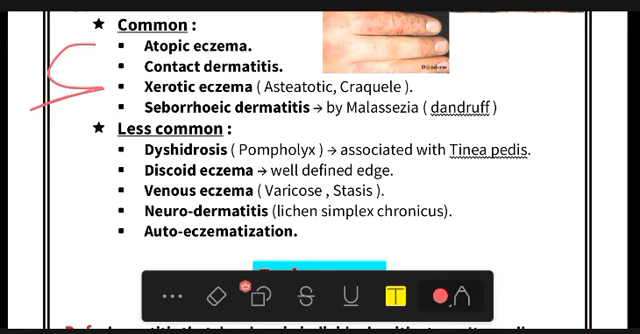 ★ Common :
▪ Atopic eczema.
▪ Contact dermatitis.
▪ Xerotic eczema ( Asteatotic, Craquele ).
▪ Seborrhoeic dermatitis → by Malassezia ( dandruff )
★ Less common :
▪ Dyshidrosis ( Pompholyx ) → associated with Tinea pedis.
▪ Discoid eczema → well defined edge.
▪ Venous eczema ( Varicose , Stasis ).
▪ Neuro-dermatitis (lichen simplex chronicus).
▪ Auto-eczematization.